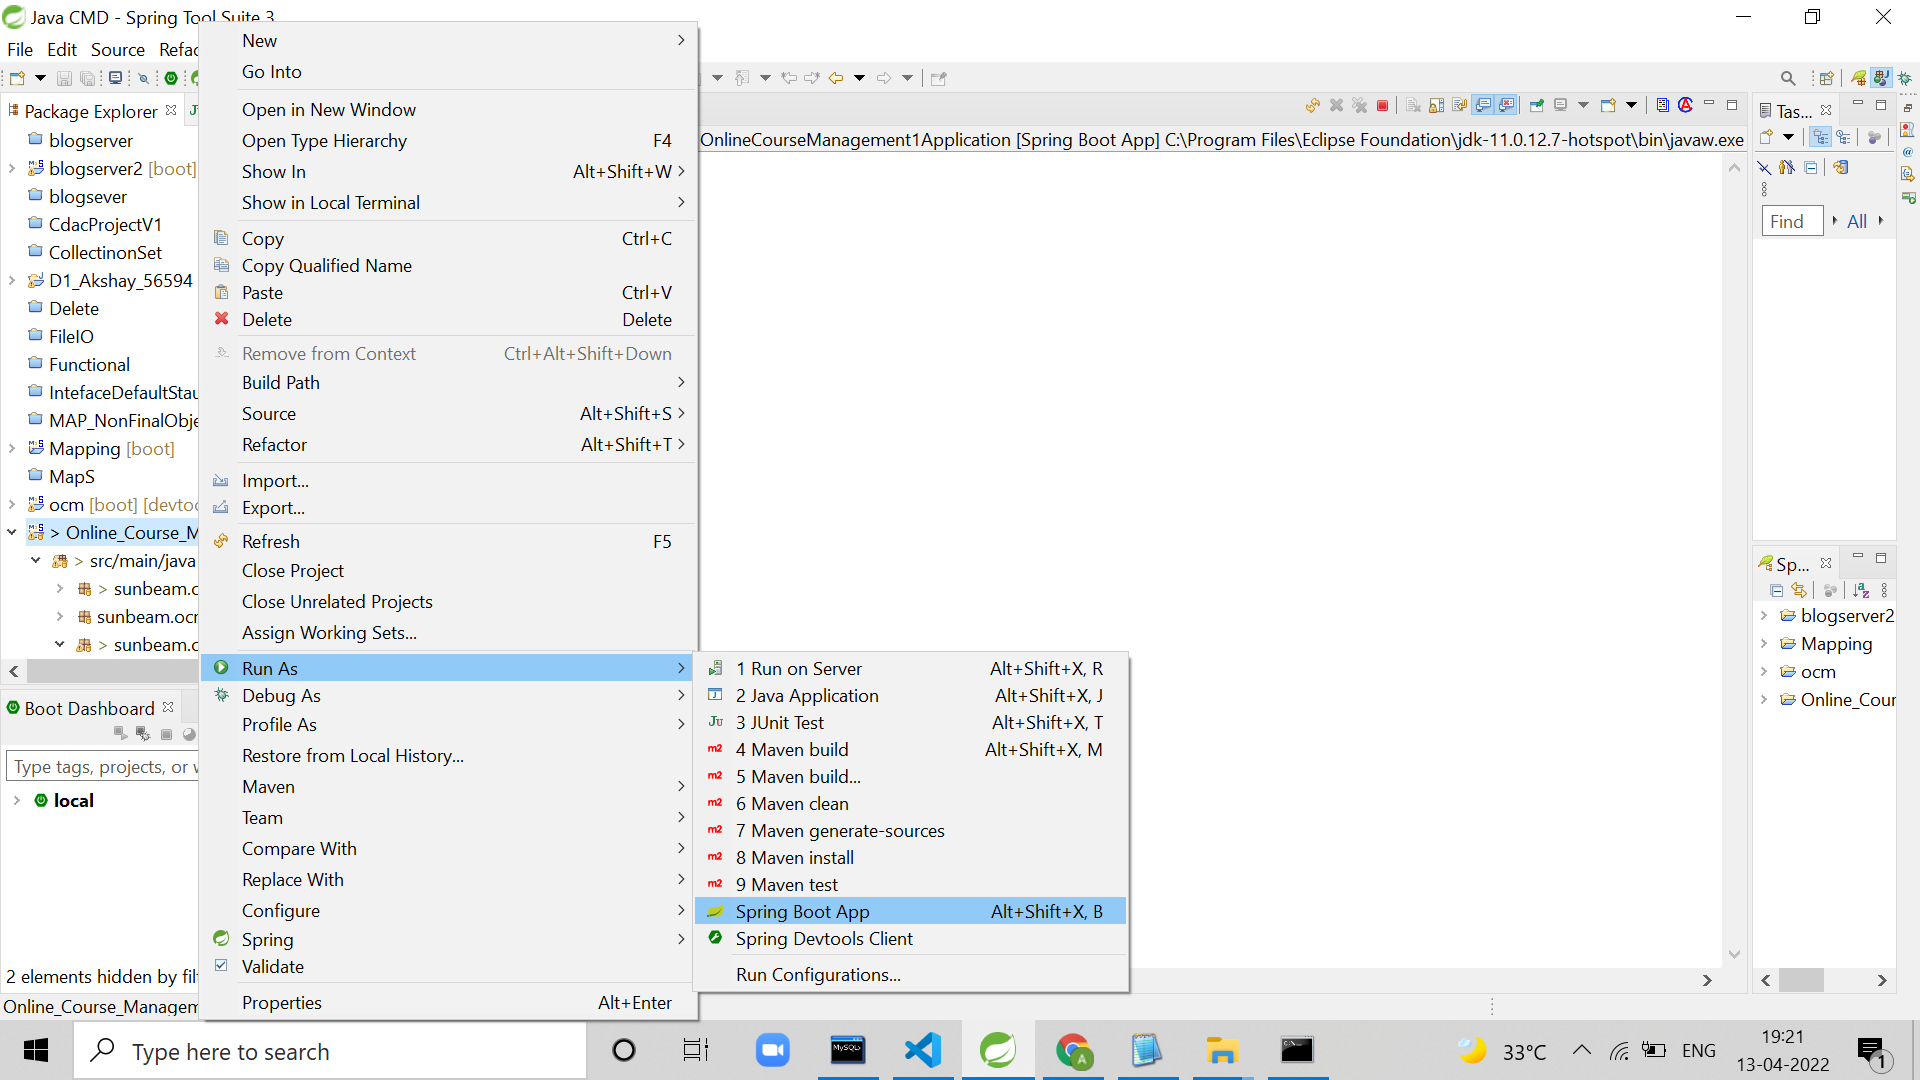 Java CMD - Spring Tool Suite 3
File Edit Source Refac
Package Explorer
blogserver
blogserver2 [boot]
blogsever
CdacProjectV1
CollectinonSet
D1_Akshay_56594
Delete
FileIO
Functional
IntefaceDefaultStau
MAP_NonFinalObje
Mapping [boot]
MapS
ocm [boot] [devtoo
> Online_Course_M
> src/main/java
> sunbeam.c
sunbeam.ocm
> sunbeam.c
Boot Dashboard
Type tags, projects, or w
local
2 elements hidden by filt
Online_Course_Managem
New
Go Into
Open in New Window
Open Type Hierarchy F4
Show In Alt+Shift+W
Show in Local Terminal
Copy Ctrl+C
Copy Qualified Name
Paste Ctrl+V
Delete Delete
Remove from Context Ctrl+Alt+Shift+Down
Build Path
Source Alt+Shift+S
Refactor Alt+Shift+T
Import...
Export...
Refresh F5
Close Project
Close Unrelated Projects
Assign Working Sets...
Run As
Debug As
Profile As
Restore from Local History...
Maven
Team
Compare With
Replace With
Configure
Spring
Validate
Properties Alt+Enter
1 Run on Server Alt+Shift+X, R
2 Java Application Alt+Shift+X, J
3 JUnit Test Alt+Shift+X, T
4 Maven build Alt+Shift+X, M
5 Maven build...
6 Maven clean
7 Maven generate-sources
8 Maven install
9 Maven test
Spring Boot App Alt+Shift+X, B
Spring Devtools Client
Run Configurations...
OnlineCourseManagement1Application [Spring Boot App] C:\Program Files\Eclipse Foundation\jdk-11.0.12.7-hotspot\bin\javaw.exe
Tas...
Find All
Sp...
blogserver2
Mapping
ocm
Online_Cour
Type here to search
MySQL
A
33°C
ENG
19:21
13-04-2022
1